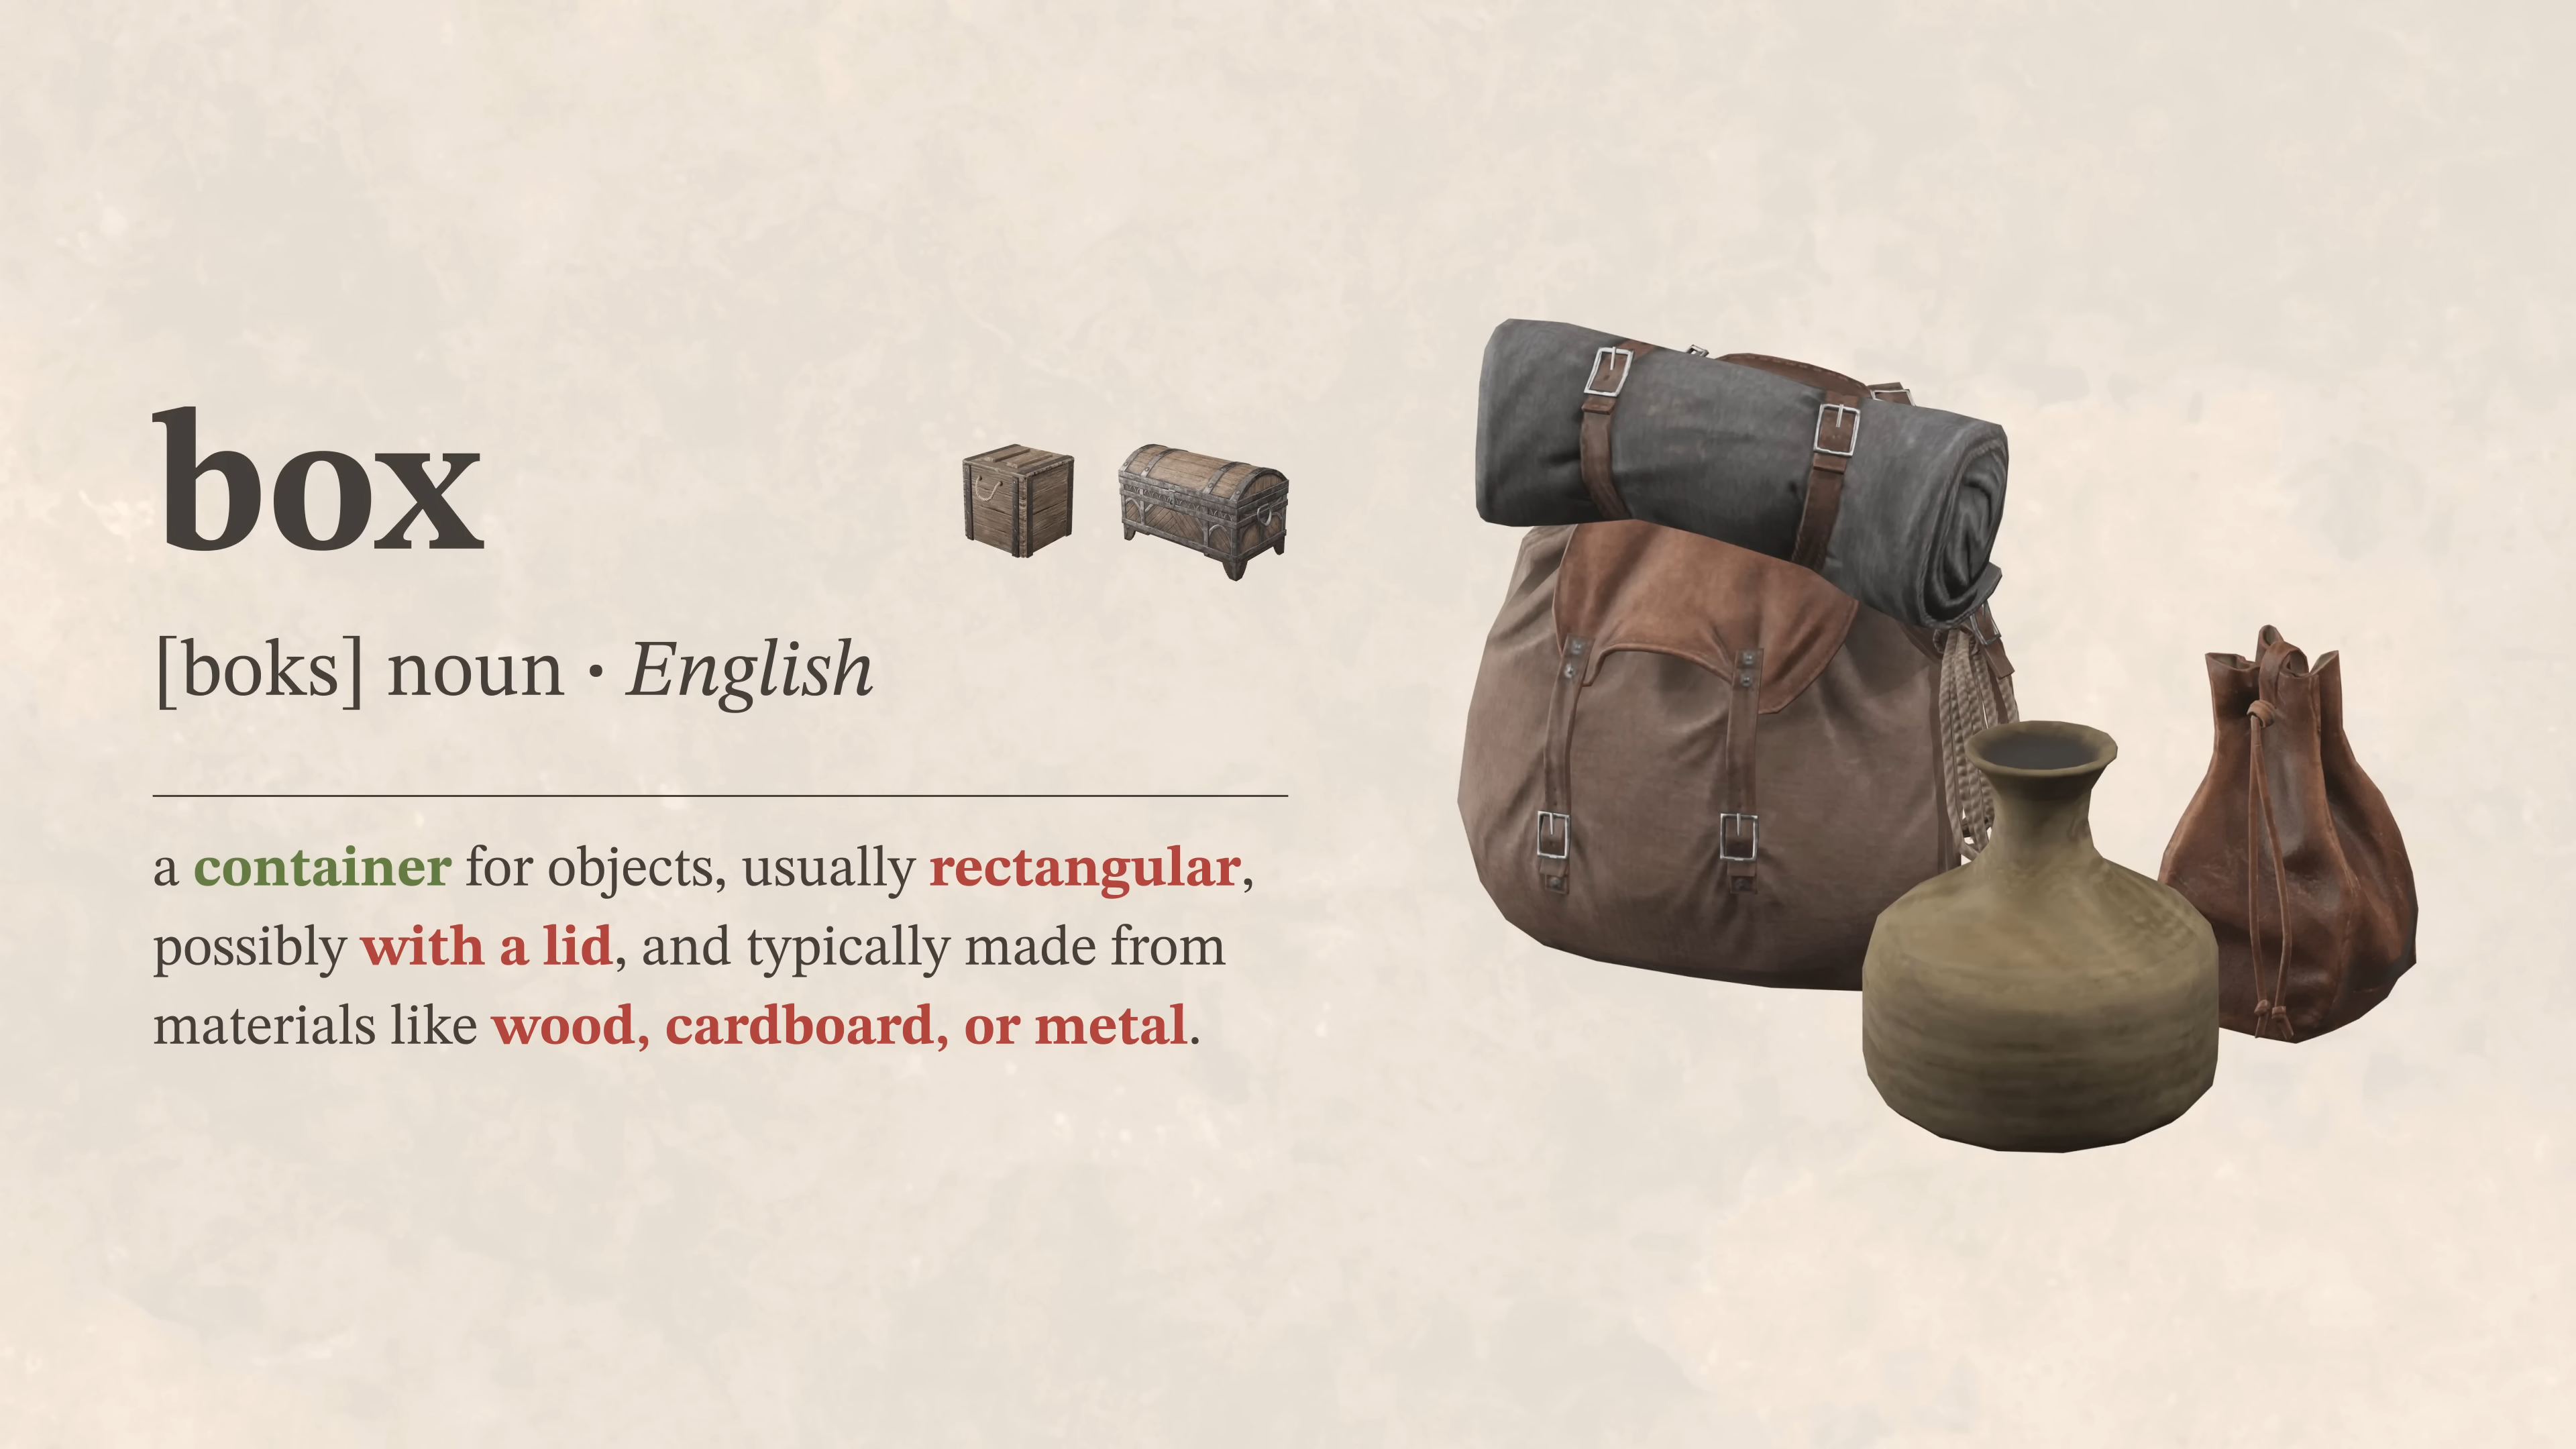 box
[boks] noun · English
a container for objects, usually rectangular,
possibly with a lid, and typically made from
materials like wood, cardboard, or metal.